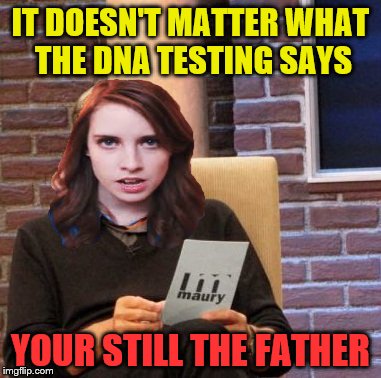 IT DOESN'T MATTER WHAT
THE DNA TESTING SAYS
maury
YOUR STILL THE FATHER
imgflip.com